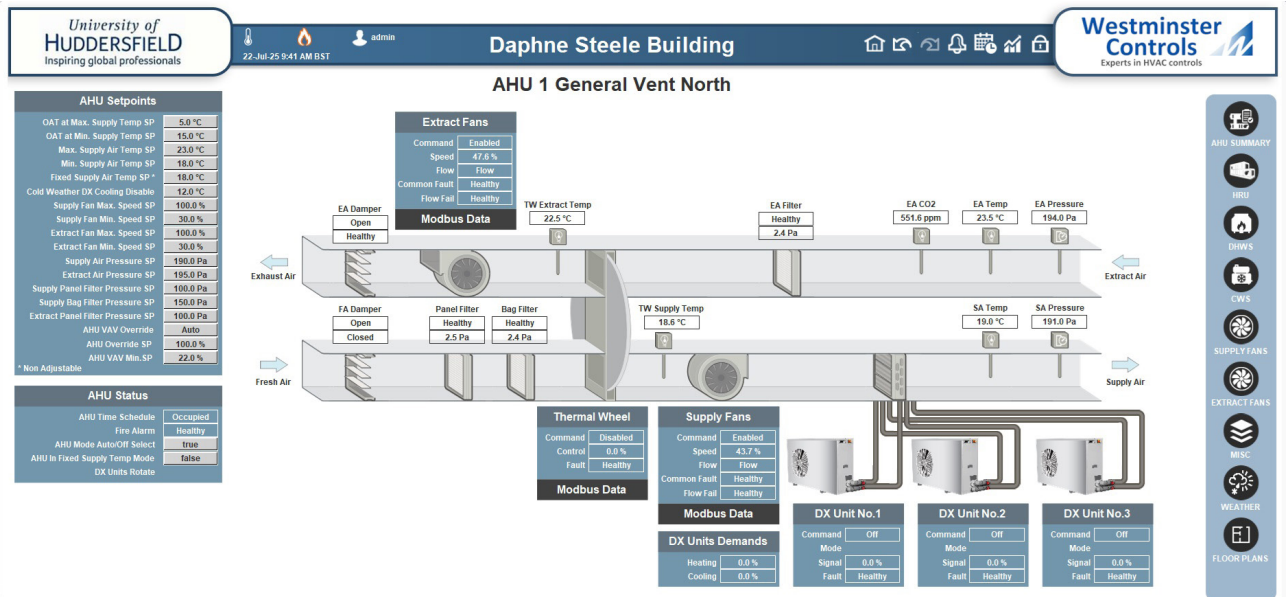 University of
HUDDERSFIELD
Inspiring global professionals
22-Jul-25 9:41 AM BST
admin
Daphne Steele Building
Westminster
Controls
Experts in HVAC controls
AHU 1 General Vent North
AHU Setpoints
OAT at Max. Supply Temp SP 5.0 °C
OAT at Min. Supply Temp SP 15.0 °C
Max. Supply Air Temp SP 23.0 °C
Min. Supply Air Temp SP 18.0 °C
Fixed Supply Air Temp SP * 18.0 °C
Cold Weather DX Cooling Disable 12.0 °C
Supply Fan Max. Speed SP 100.0 %
Supply Fan Min. Speed SP 30.0 %
Extract Fan Max. Speed SP 100.0 %
Extract Fan Min. Speed SP 30.0 %
Supply Air Pressure SP 190.0 Pa
Extract Air Pressure SP 195.0 Pa
Supply Panel Filter Pressure SP 100.0 Pa
Supply Bag Filter Pressure SP 150.0 Pa
Extract Panel Filter Pressure SP 100.0 Pa
AHU VAV Override Auto
AHU Override SP 100.0 %
AHU VAV Min.SP 22.0 %
* Non Adjustable
AHU Status
AHU Time Schedule Occupied
Fire Alarm Healthy
AHU Mode Auto/Off Select true
AHU In Fixed Supply Temp Mode false
DX Units Rotate
Extract Fans
Command Enabled
Speed 47.6 %
Flow Flow
Common Fault Healthy
Flow Fail Healthy
Modbus Data
EA Damper
Open
Healthy
TW Extract Temp
22.5 °C
EA Filter
Healthy
2.4 Pa
EA CO2
551.6 ppm
EA Temp
23.5 °C
EA Pressure
194.0 Pa
Exhaust Air
Extract Air
FA Damper
Open
Closed
Panel Filter
Healthy
2.5 Pa
Bag Filter
Healthy
2.4 Pa
TW Supply Temp
18.6 °C
SA Temp
19.0 °C
SA Pressure
191.0 Pa
Fresh Air
Supply Air
Thermal Wheel
Command Disabled
Control 0.0 %
Fault Healthy
Modbus Data
Supply Fans
Command Enabled
Speed 43.7 %
Flow Flow
Common Fault Healthy
Flow Fail Healthy
Modbus Data
DX Units Demands
Heating 0.0 %
Cooling 0.0 %
DX Unit No.1
Command Off
Mode
Signal 0.0 %
Fault Healthy
DX Unit No.2
Command Off
Mode
Signal 0.0 %
Fault Healthy
DX Unit No.3
Command Off
Mode
Signal 0.0 %
Fault Healthy
AHU SUMMARY
HRU
DHWS
CWS
SUPPLY FANS
EXTRACT FANS
MISC
WEATHER
FLOOR PLANS